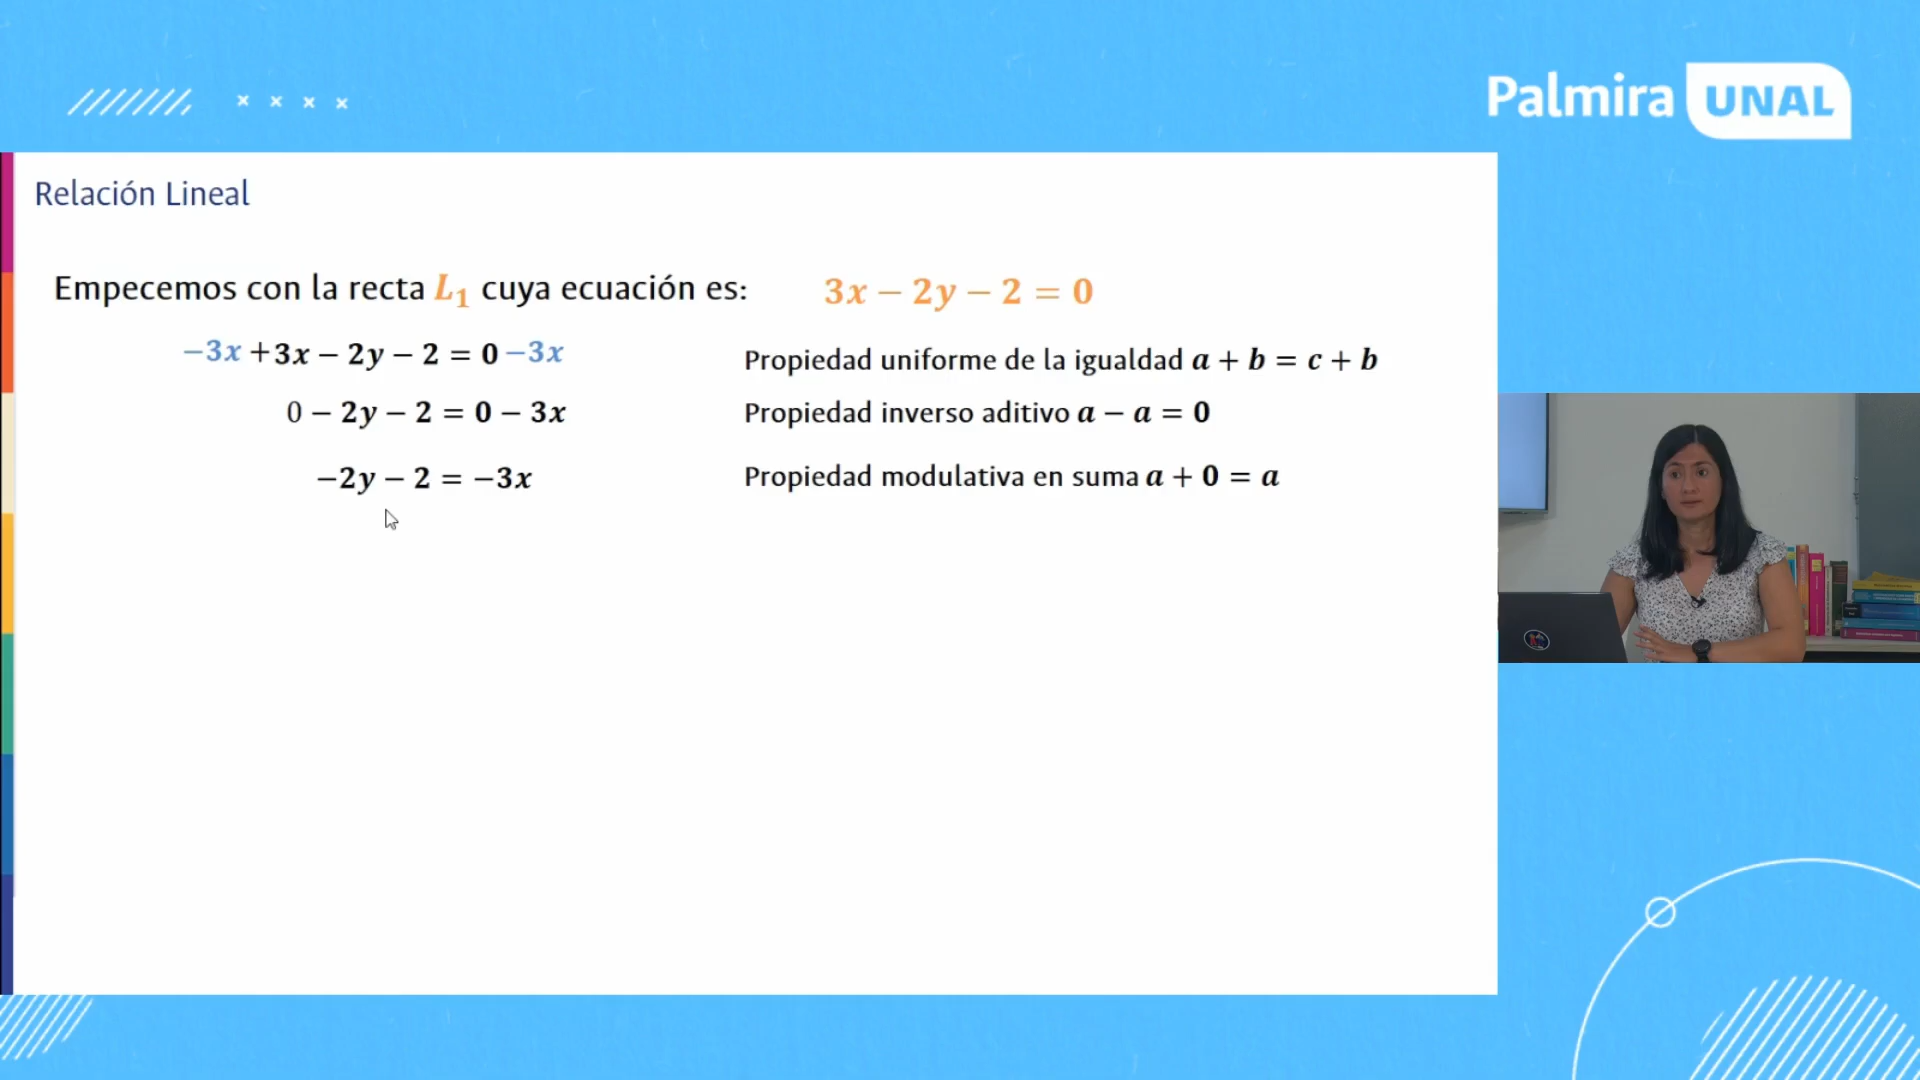 Palmira UNAL
Relación Lineal
Empecemos con la recta L₁ cuya ecuación es: 3x − 2y − 2 = 0
−3x +3x − 2y − 2 = 0 −3x Propiedad uniforme de la igualdad a + b = c + b
0 − 2y − 2 = 0 − 3x Propiedad inverso aditivo a − a = 0
−2y − 2 = −3x Propiedad modulativa en suma a + 0 = a